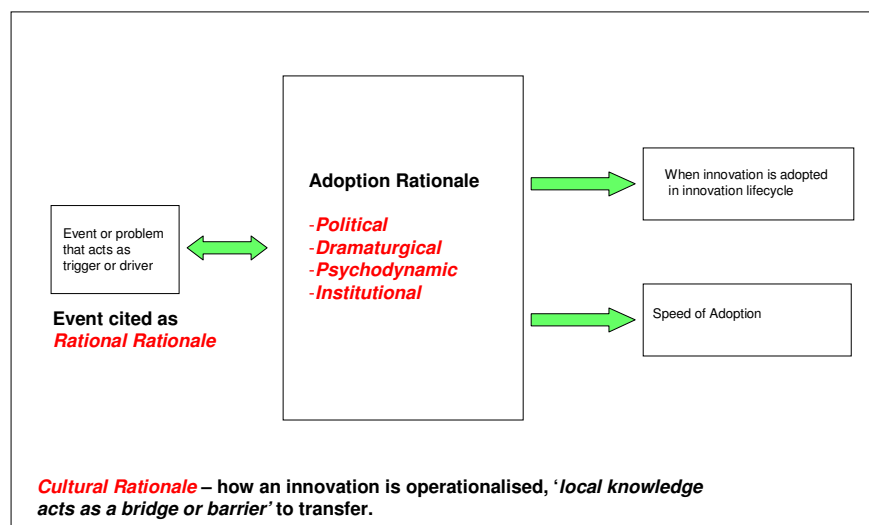 Event or problem
that acts as
trigger or driver
Event cited as
Rational Rationale
Adoption Rationale
-Political
-Dramaturgical
-Psychodynamic
-Institutional
When innovation is adopted
in innovation lifecycle
Speed of Adoption
Cultural Rationale – how an innovation is operationalised, ‘local knowledge
acts as a bridge or barrier’ to transfer.